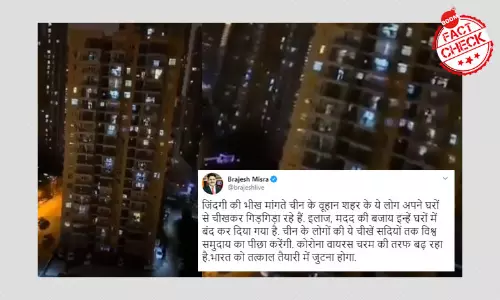 BOOM
FACT
CHECK
Brajesh Misra
@brajeshlive
जिंदगी की भीख मांगते चीन के वूहान शहर के ये लोग अपने घरों
से चीखकर गिड़गिड़ा रहे हैं. इलाज, मदद की बजाय इन्हें घरों में
बंद कर दिया गया है. चीन के लोगों की ये चीखें सदियों तक विश्व
समुदाय का पीछा करेंगी. कोरोना वायरस चरम की तरफ बढ़ रहा
है.भारत को तत्काल तैयारी में जुटना होगा.